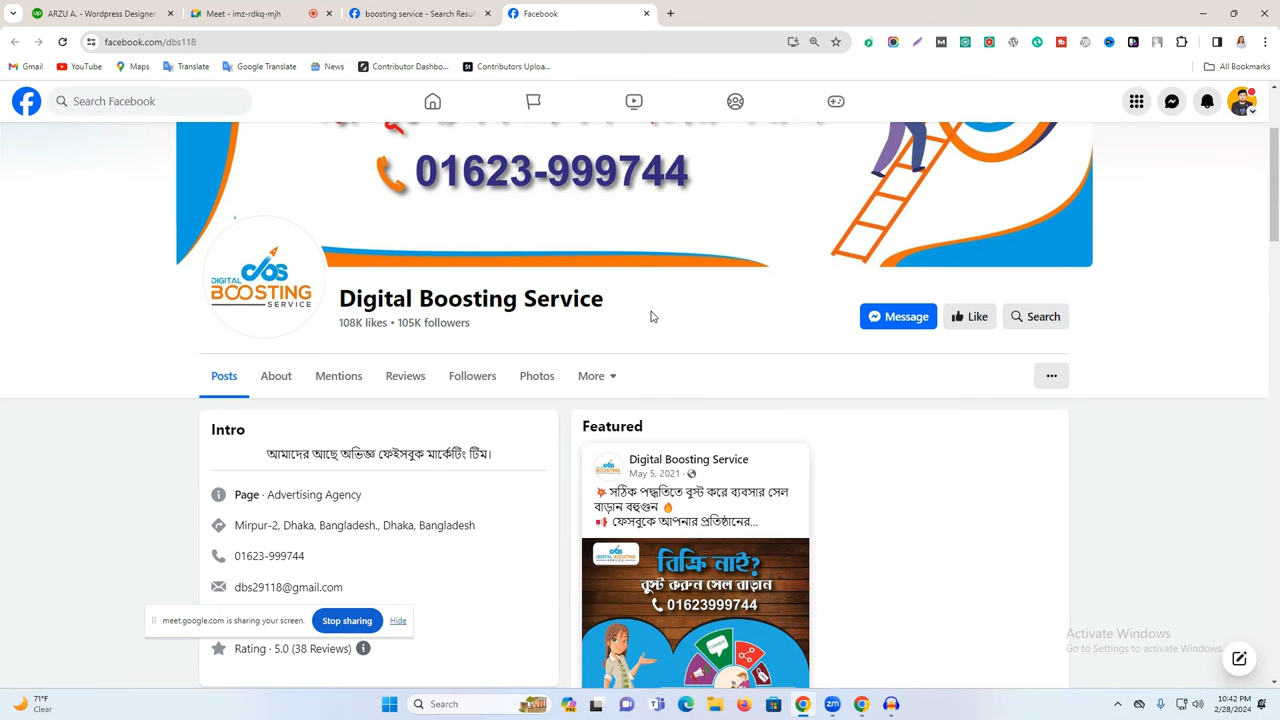 ARZU A. - Wordpress Designer
Meet - imz-rdkq-mjh
boosting service - Search Resul
Facebook
facebook.com/dbs118
Gmail
YouTube
Maps
Translate
Google Translate
News
Contributor Dashbo...
Contributors Uploa...
All Bookmarks
Search Facebook
01623-999744
dbs
DIGITAL
BOOSTING
SERVICE
Digital Boosting Service
108K likes • 105K followers
Message
Like
Search
Posts
About
Mentions
Reviews
Followers
Photos
More
Intro
আমাদের আছে অভিজ্ঞ ফেইসবুক মার্কেটিং টিম।
Page · Advertising Agency
Mirpur-2, Dhaka, Bangladesh., Dhaka, Bangladesh
01623-999744
dbs29118@gmail.com
meet.google.com is sharing your screen.
Stop sharing
Hide
Rating · 5.0 (38 Reviews)
Featured
Digital Boosting Service
May 5, 2021 ·
সঠিক পদ্ধতিতে বুস্ট করে ব্যবসার সেল
বাড়ান বহুগুন
ফেসবুকে আপনার প্রতিষ্ঠানের...
DIGITAL BOOSTING
SERVICE
বিক্রি নাই?
বুস্ট করুন সেল বাড়ান
01623999744
Activate Windows
Go to Settings to activate Windows.
71°F
Clear
Search
10:42 PM
2/28/2024